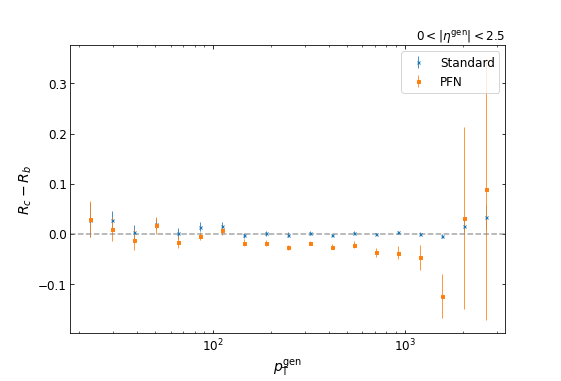 0 < |η^gen| < 2.5
Standard
PFN
0.3
0.2
0.1
0.0
−0.1
R_c − R_b
10^2
10^3
p_T^gen